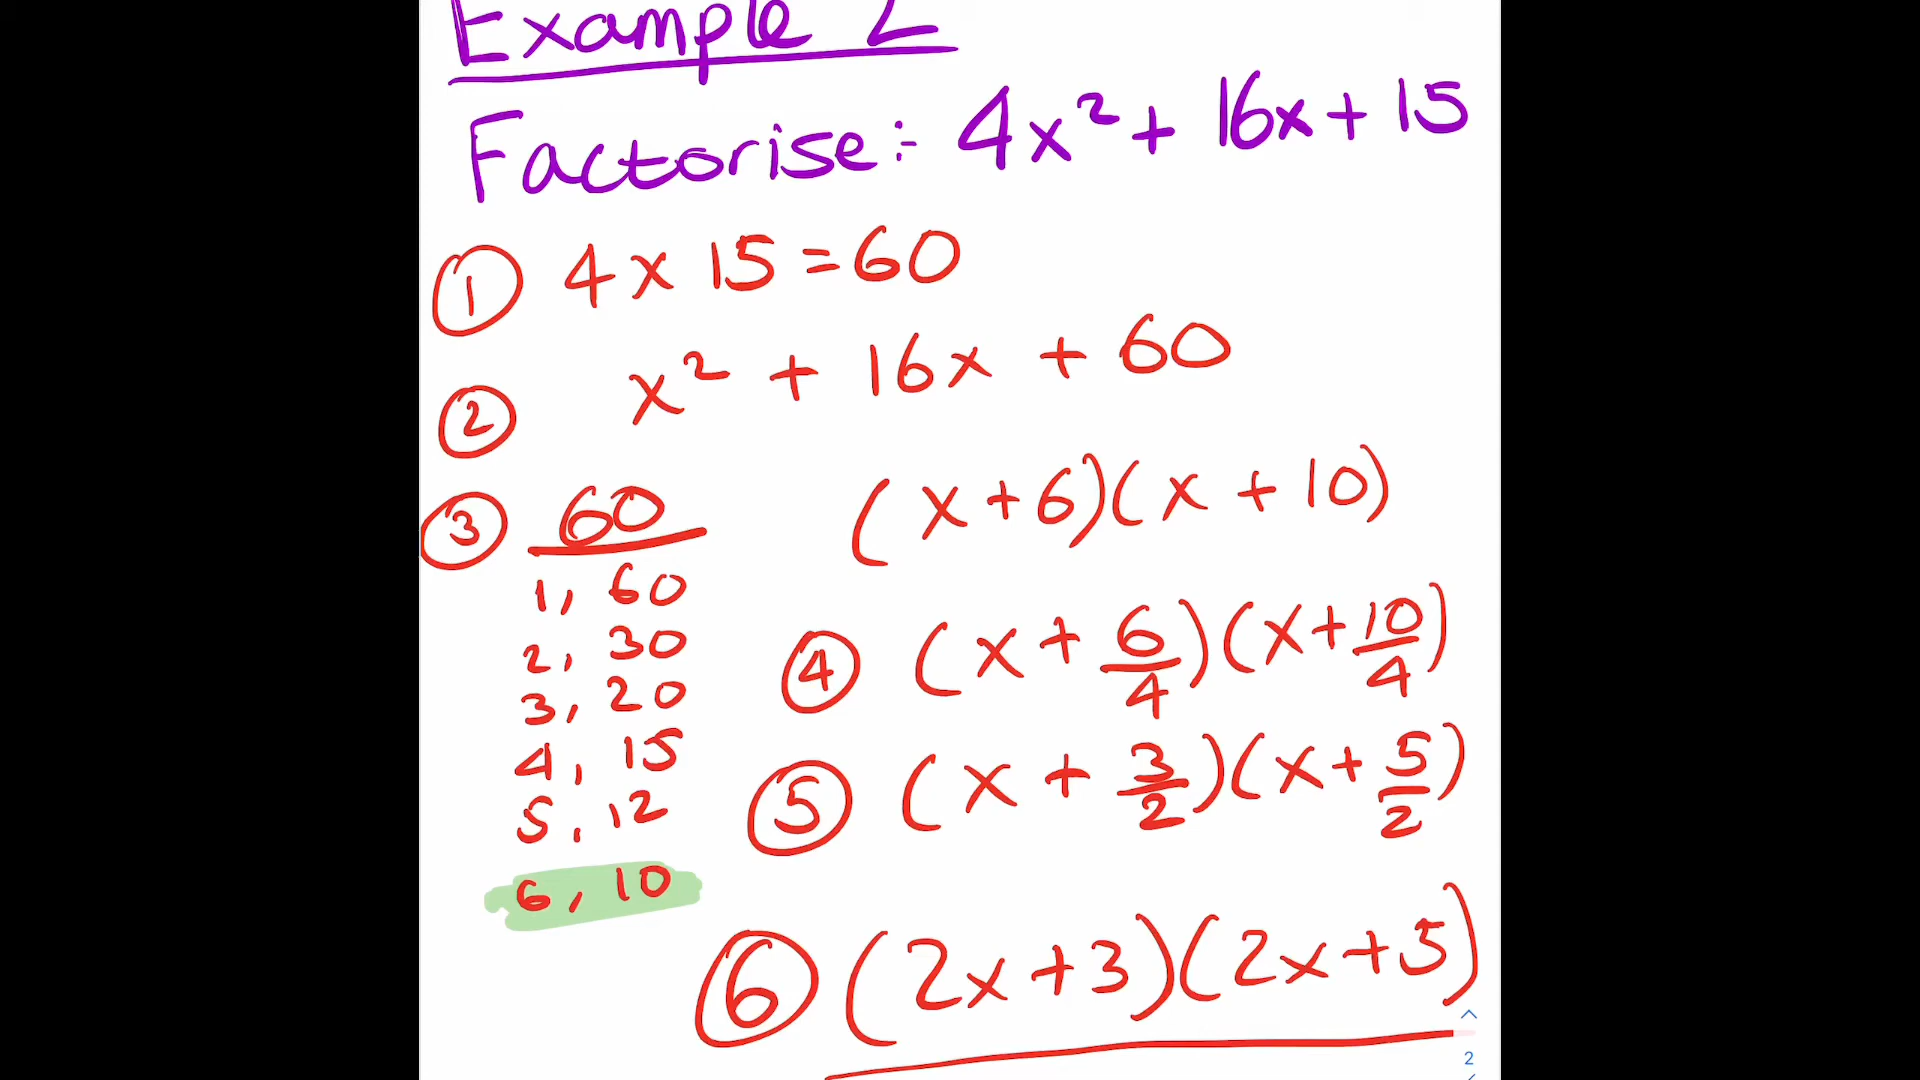 Example 2
Factorise:- 4x² + 16x + 15
① 4 x 15 = 60
② x² + 16x + 60
③ 60
(x + 6)(x + 10)
1, 60
2, 30
3, 20
4, 15
5, 12
6, 10
④ (x + 6/4)(x + 10/4)
⑤ (x + 3/2)(x + 5/2)
⑥ (2x + 3)(2x + 5)
2